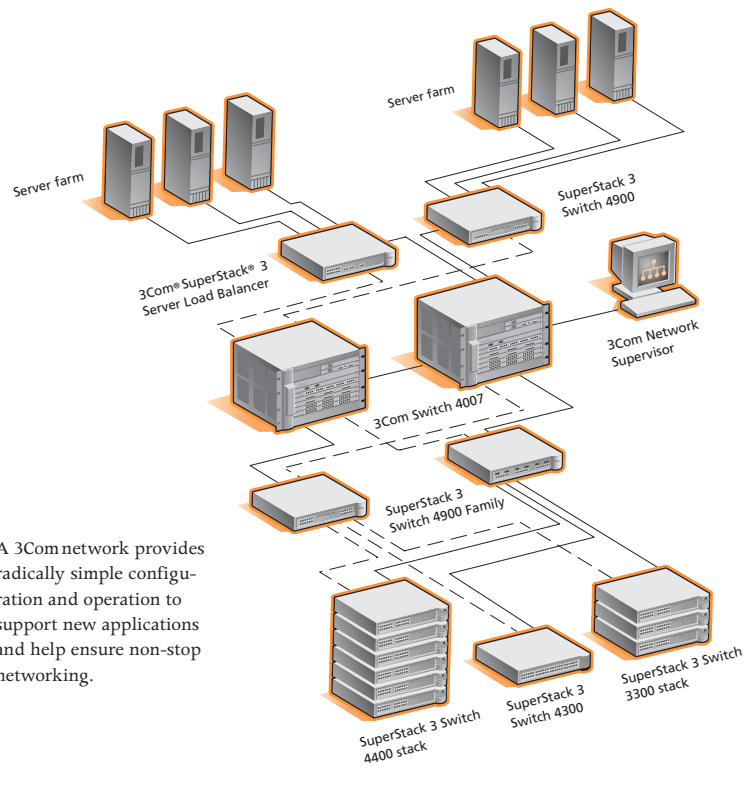 Server farm
Server farm
SuperStack 3
Switch 4900
3Com® SuperStack® 3
Server Load Balancer
3Com Network
Supervisor
3Com Switch 4007
SuperStack 3
Switch 4900 Family
A 3Com network provides
radically simple configu-
ration and operation to
support new applications
and help ensure non-stop
networking.
SuperStack 3 Switch
3300 stack
SuperStack 3
Switch 4300
SuperStack 3 Switch
4400 stack